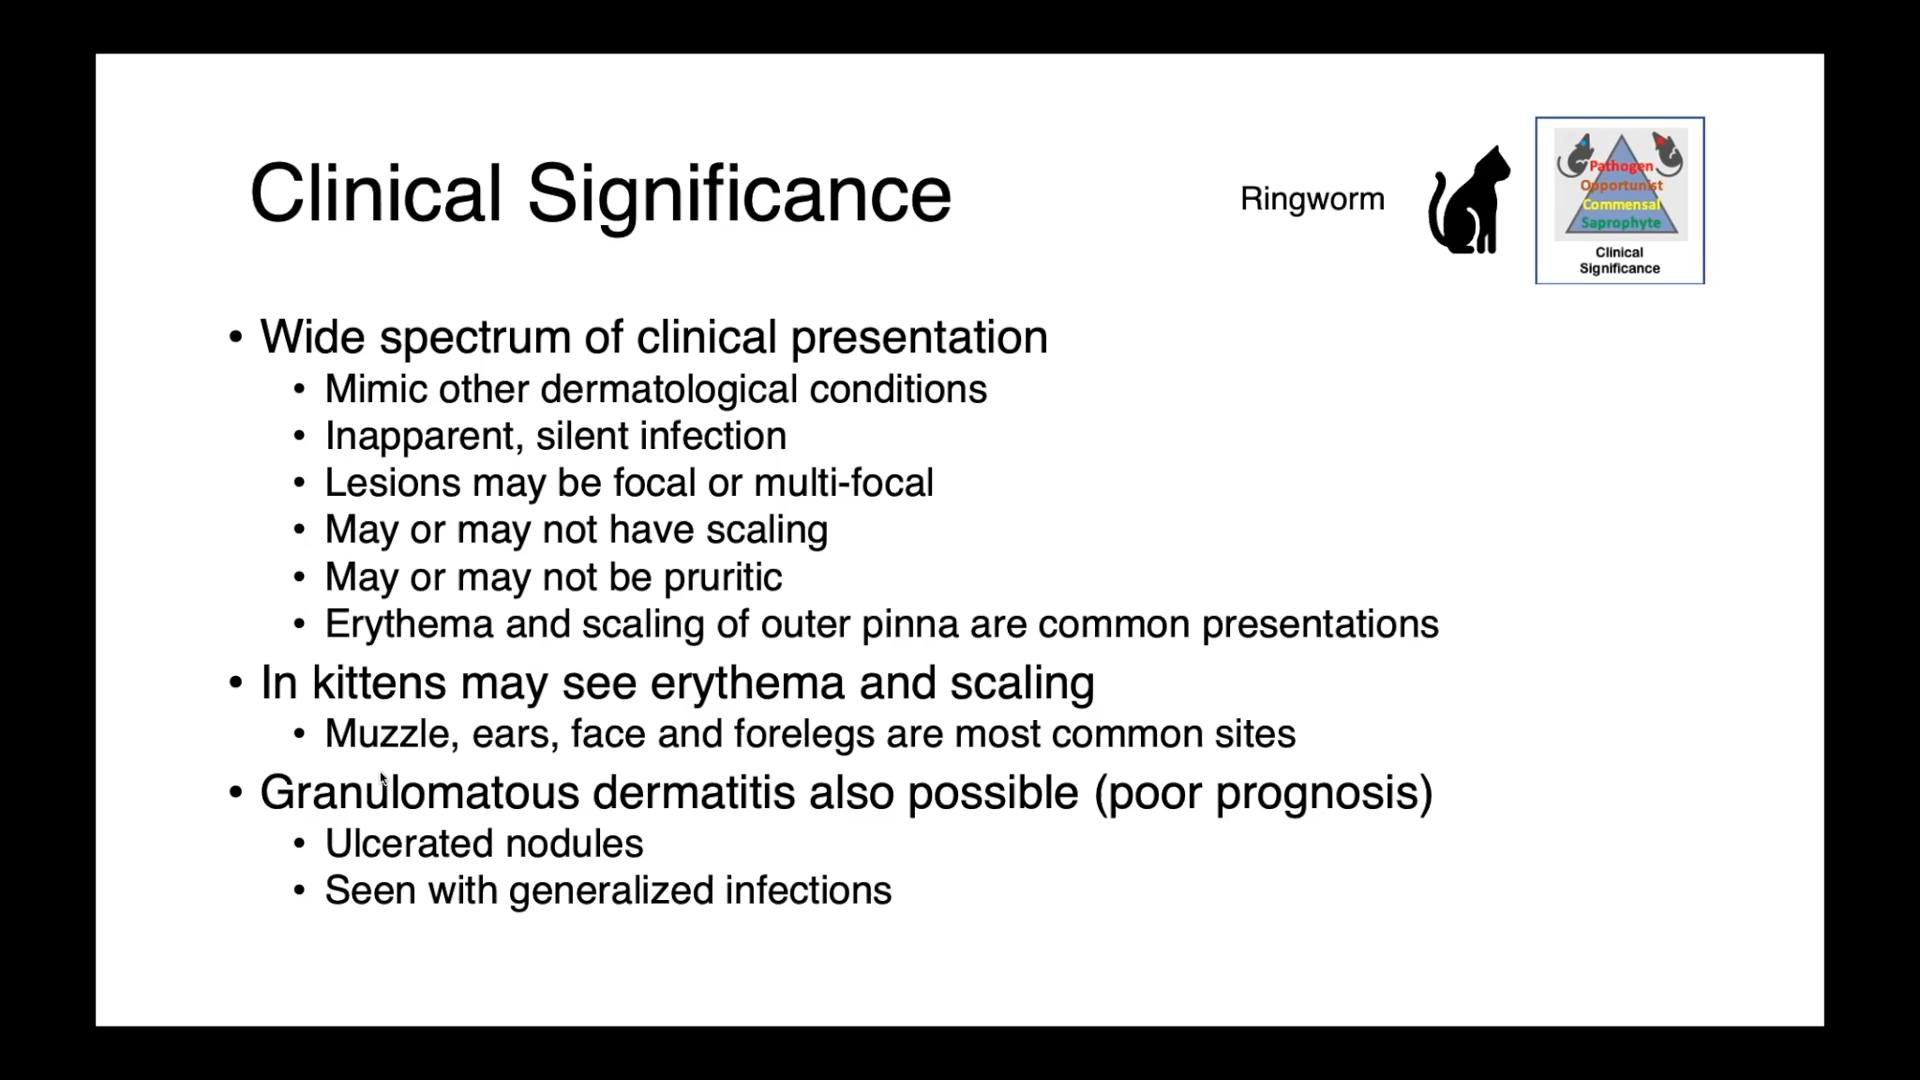 Clinical Significance
Ringworm
Pathogen
Opportunist
Commensal
Saprophyte
Clinical
Significance
• Wide spectrum of clinical presentation
• Mimic other dermatological conditions
• Inapparent, silent infection
• Lesions may be focal or multi-focal
• May or may not have scaling
• May or may not be pruritic
• Erythema and scaling of outer pinna are common presentations
• In kittens may see erythema and scaling
• Muzzle, ears, face and forelegs are most common sites
• Granulomatous dermatitis also possible (poor prognosis)
• Ulcerated nodules
• Seen with generalized infections